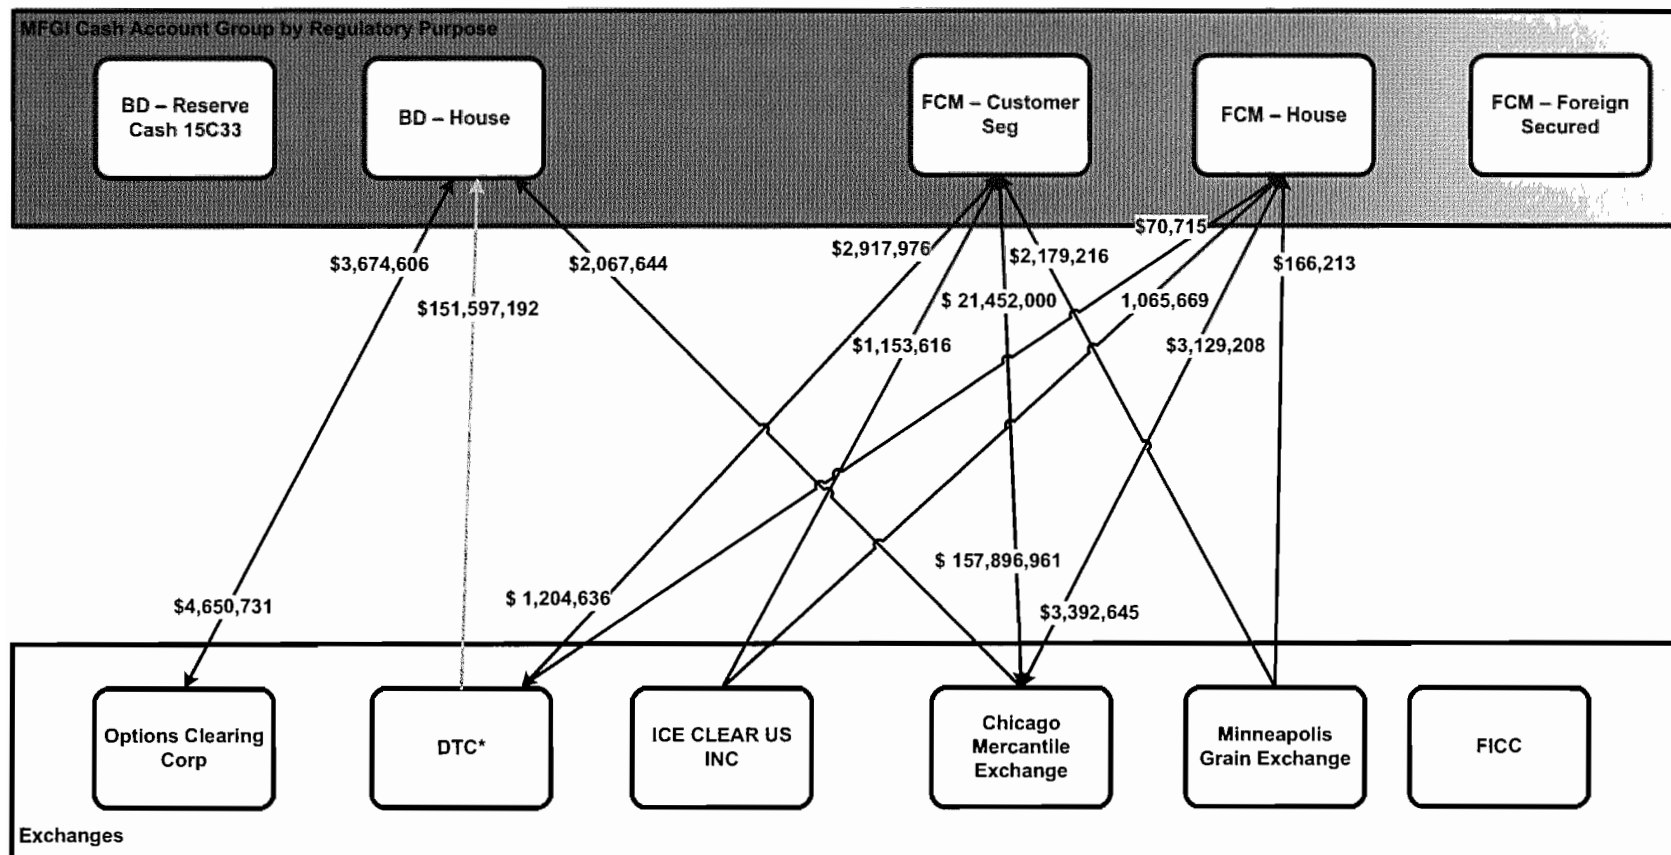 MFGI Cash Account Group by Regulatory Purpose
BD – Reserve
Cash 15C33
BD – House
FCM – Customer
Seg
FCM – House
FCM – Foreign
Secured
$70,715
$3,674,606
$2,067,644
$2,917,976
$2,179,216
$166,213
$151,597,192
$ 21,452,000
1,065,669
$1,153,616
$3,129,208
$ 157,896,961
$4,650,731
$ 1,204,636
$3,392,645
Options Clearing
Corp
DTC*
ICE CLEAR US
INC
Chicago
Mercantile
Exchange
Minneapolis
Grain Exchange
FICC
Exchanges